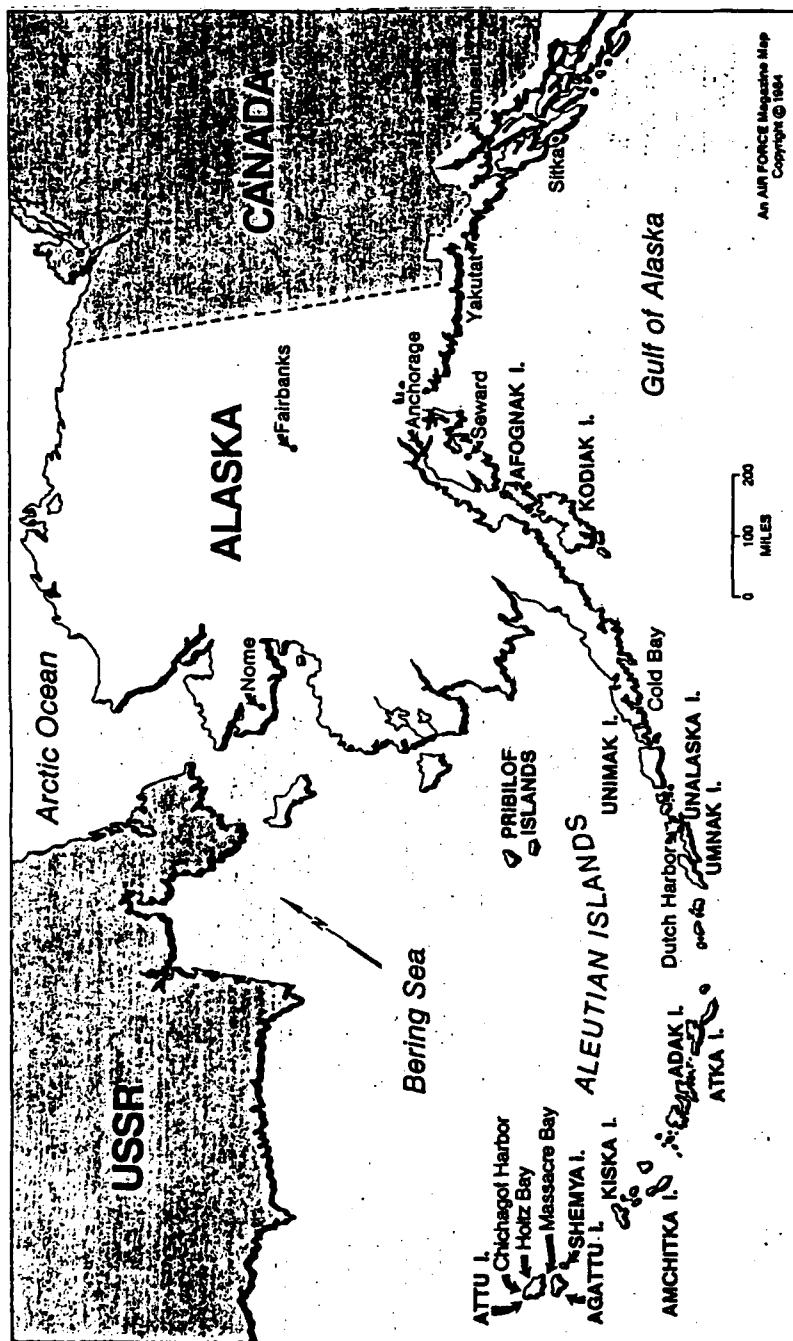 Arctic Ocean
USSR
CANADA
ALASKA
Fairbanks
Nome
Bering Sea
Anchorage
Seward
Yakutat
Juneau
Sitka
AFOGNAK I.
KODIAK I.
Gulf of Alaska
PRIBILOF
ISLANDS
ALEUTIAN ISLANDS
UNIMAK I.
Cold Bay
Dutch Harbor
UNALASKA I.
UMNAK I.
ATTU I.
Chichagof Harbor
Holtz Bay
Massacre Bay
SHEMYA I.
AGATTU I.
KISKA I.
AMCHITKA I.
ADAK I.
ATKA I.
0 100 200
MILES
An AIR FORCE Magazine Map
Copyright © 1984